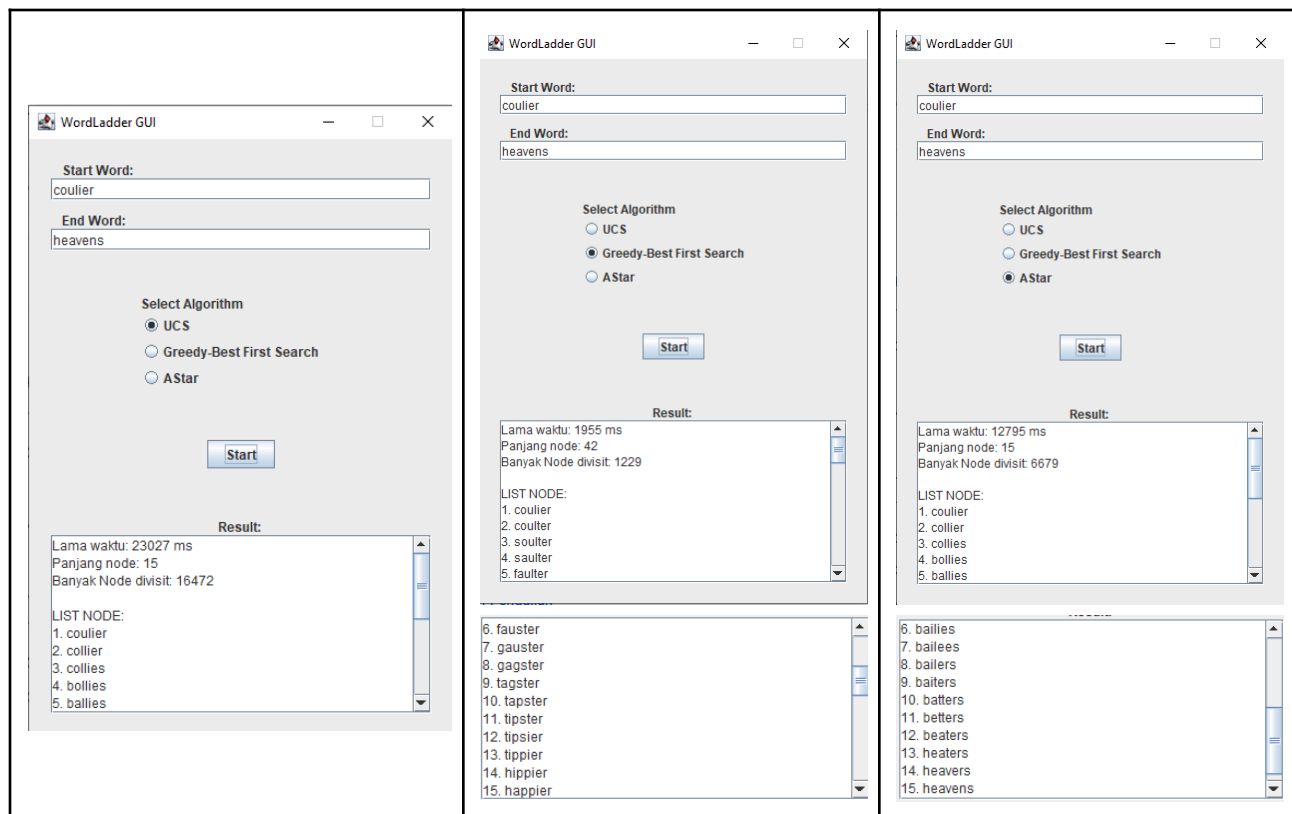 WordLadder GUI
Start Word:
coulier
End Word:
heavens
Select Algorithm
UCS
Greedy-Best First Search
AStar
Start
Result:
Lama waktu: 23027 ms
Panjang node: 15
Banyak Node divisit: 16472
LIST NODE:
1. coulier
2. collier
3. collies
4. bollies
5. ballies
WordLadder GUI
Start Word:
coulier
End Word:
heavens
Select Algorithm
UCS
Greedy-Best First Search
AStar
Start
Result:
Lama waktu: 1955 ms
Panjang node: 42
Banyak Node divisit: 1229
LIST NODE:
1. coulier
2. coulter
3. soulter
4. saulter
5. faulter
6. fauster
7. gauster
8. gagster
9. tagster
10. tapster
11. tipster
12. tipsier
13. tippier
14. hippier
15. happier
WordLadder GUI
Start Word:
coulier
End Word:
heavens
Select Algorithm
UCS
Greedy-Best First Search
AStar
Start
Result:
Lama waktu: 12795 ms
Panjang node: 15
Banyak Node divisit: 6679
LIST NODE:
1. coulier
2. collier
3. collies
4. bollies
5. ballies
6. bailies
7. bailees
8. bailers
9. baiters
10. batters
11. betters
12. beaters
13. heaters
14. heavers
15. heavens